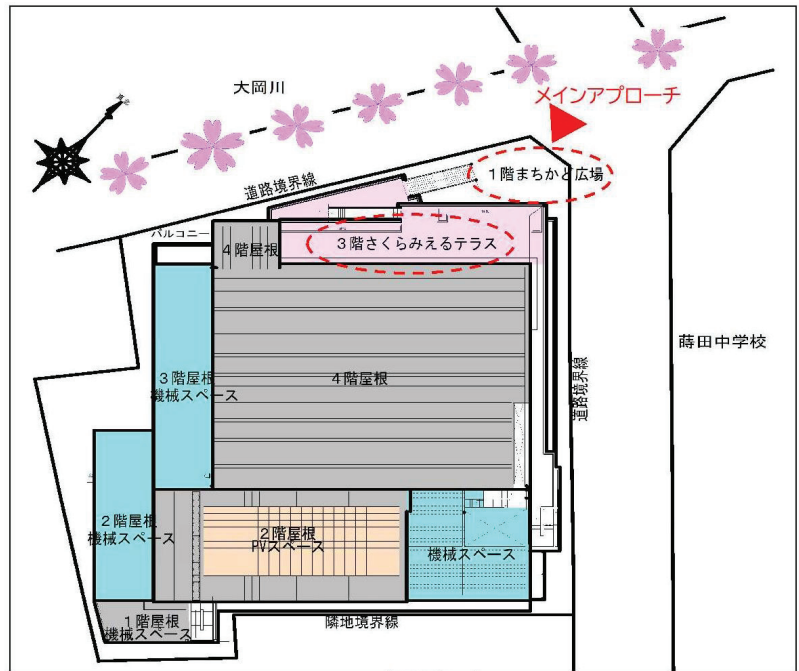 大岡川
メインアプローチ
1階まちかど広場
道路境界線
バルコニー
4階屋根
3階さくらみえるテラス
蒔田中学校
3階屋根
機械スペース
4階屋根
道路境界線
2階屋根
機械スペース
2階屋根
PVスペース
機械スペース
1階屋根
機械スペース
隣地境界線